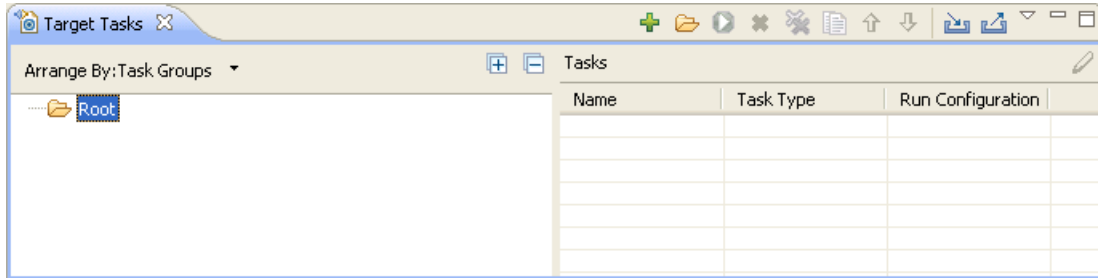 Target Tasks
Arrange By:Task Groups
Root
Tasks
Name Task Type Run Configuration